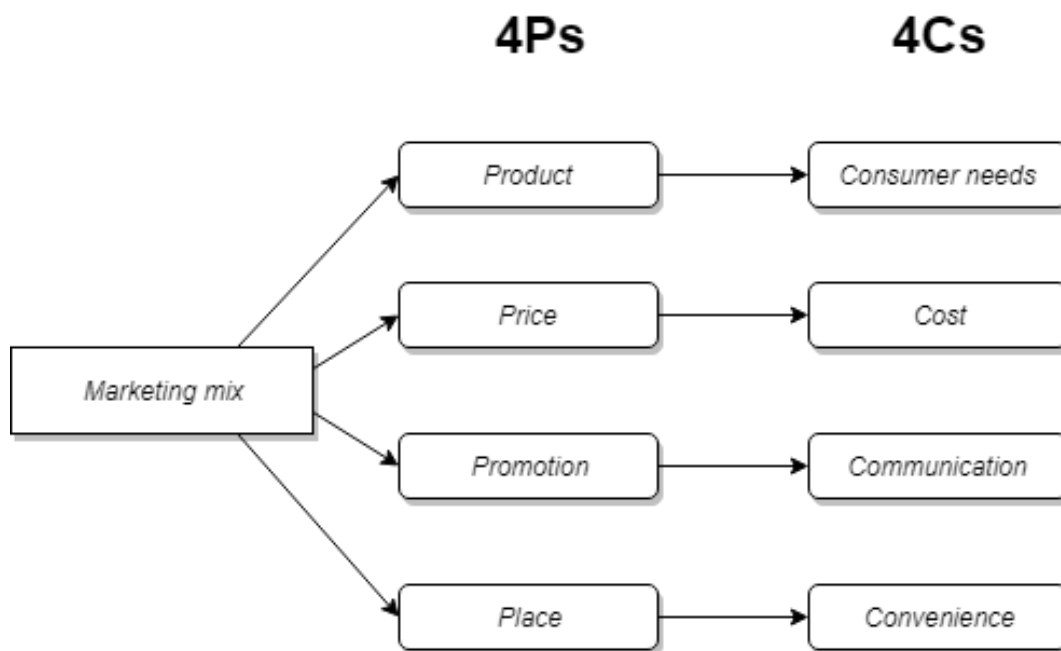 4Ps
4Cs
Product
Consumer needs
Price
Cost
Marketing mix
Promotion
Communication
Place
Convenience